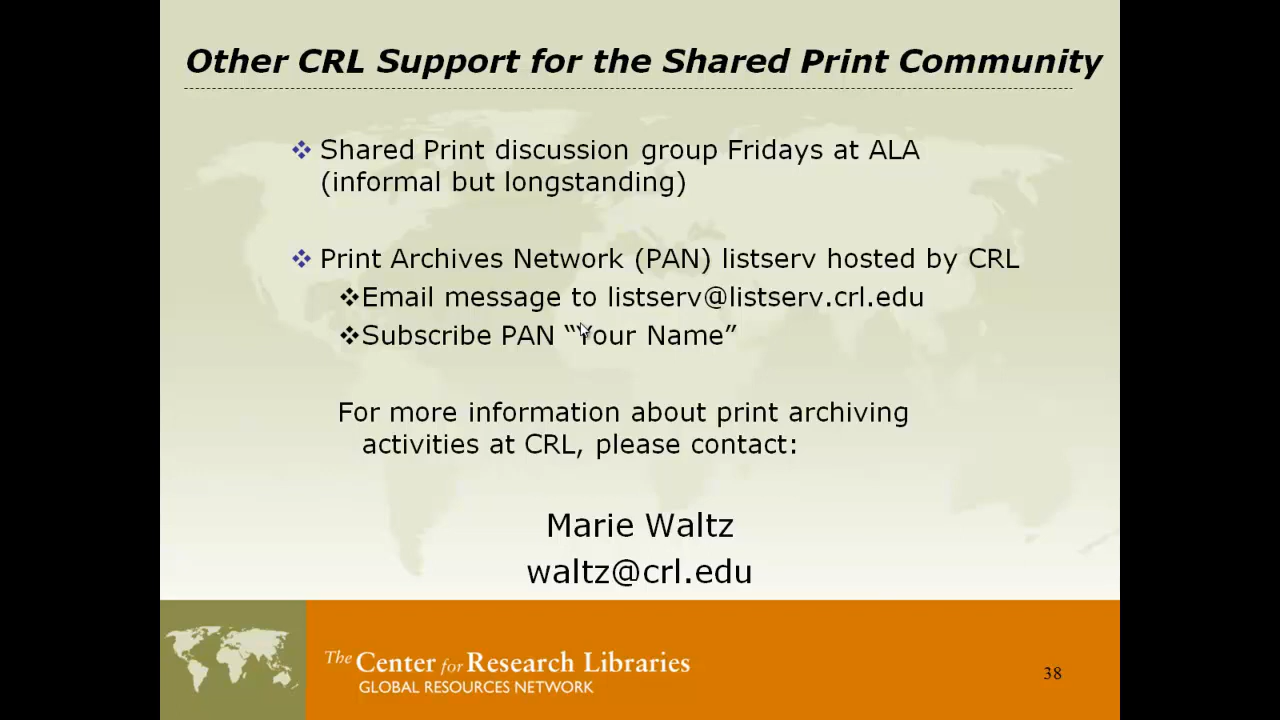 Other CRL Support for the Shared Print Community
❖ Shared Print discussion group Fridays at ALA
(informal but longstanding)
❖ Print Archives Network (PAN) listserv hosted by CRL
❖Email message to listserv@listserv.crl.edu
❖Subscribe PAN “Your Name”
For more information about print archiving
activities at CRL, please contact:
Marie Waltz
waltz@crl.edu
The Center for Research Libraries
GLOBAL RESOURCES NETWORK
38